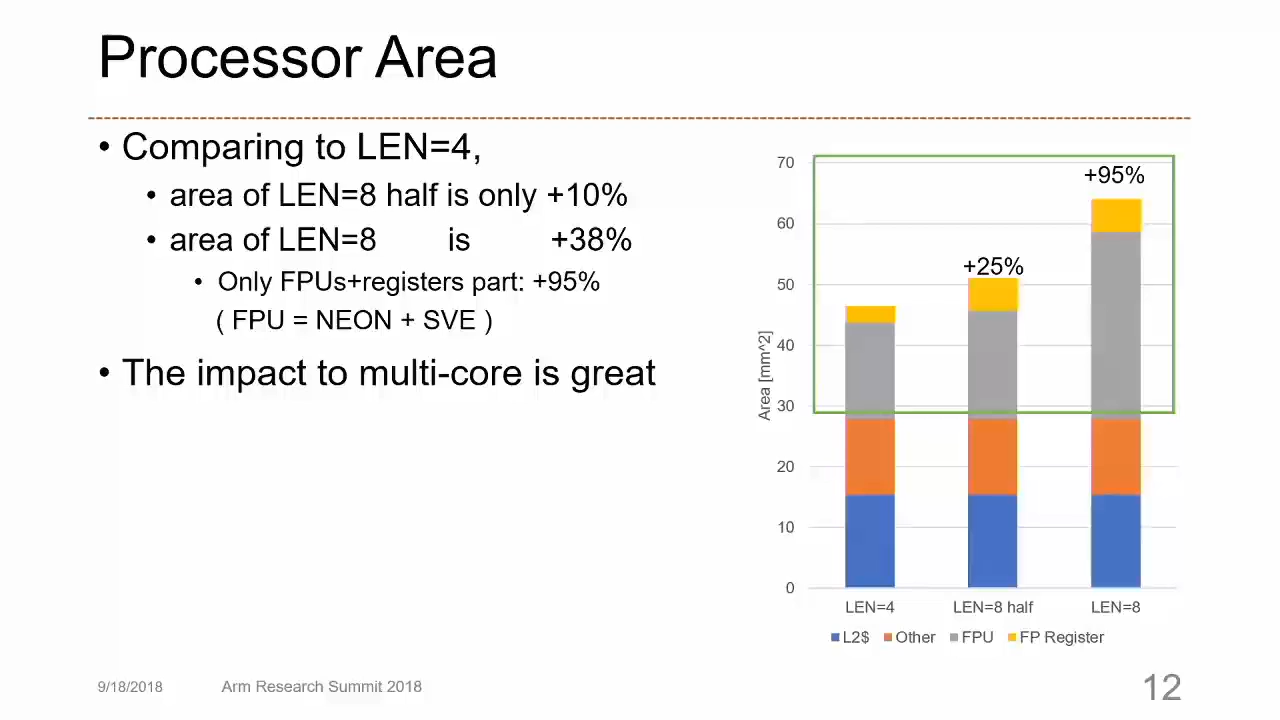 Processor Area
• Comparing to LEN=4,
• area of LEN=8 half is only +10%
• area of LEN=8 is +38%
• Only FPUs+registers part: +95%
( FPU = NEON + SVE )
• The impact to multi-core is great
Area [mm^2]
70
60
50
40
30
20
10
0
+25%
+95%
LEN=4 LEN=8 half LEN=8
L2$ Other FPU FP Register
9/18/2018 Arm Research Summit 2018 12